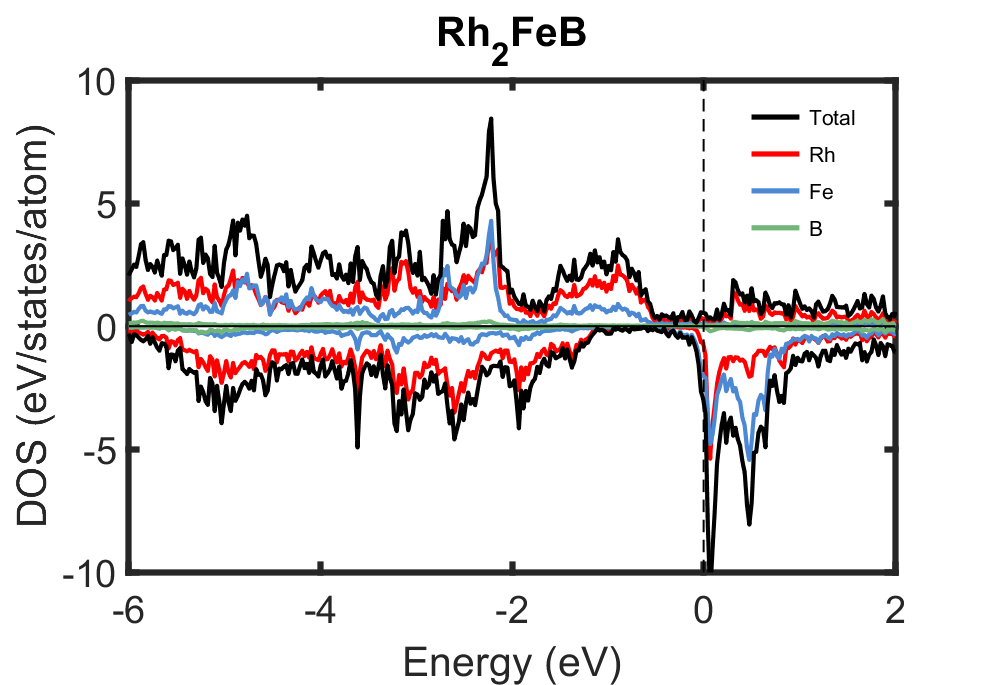 Rh₂FeB
10
5
0
-5
-10
DOS (eV/states/atom)
Total
Rh
Fe
B
-6 -4 -2 0 2
Energy (eV)